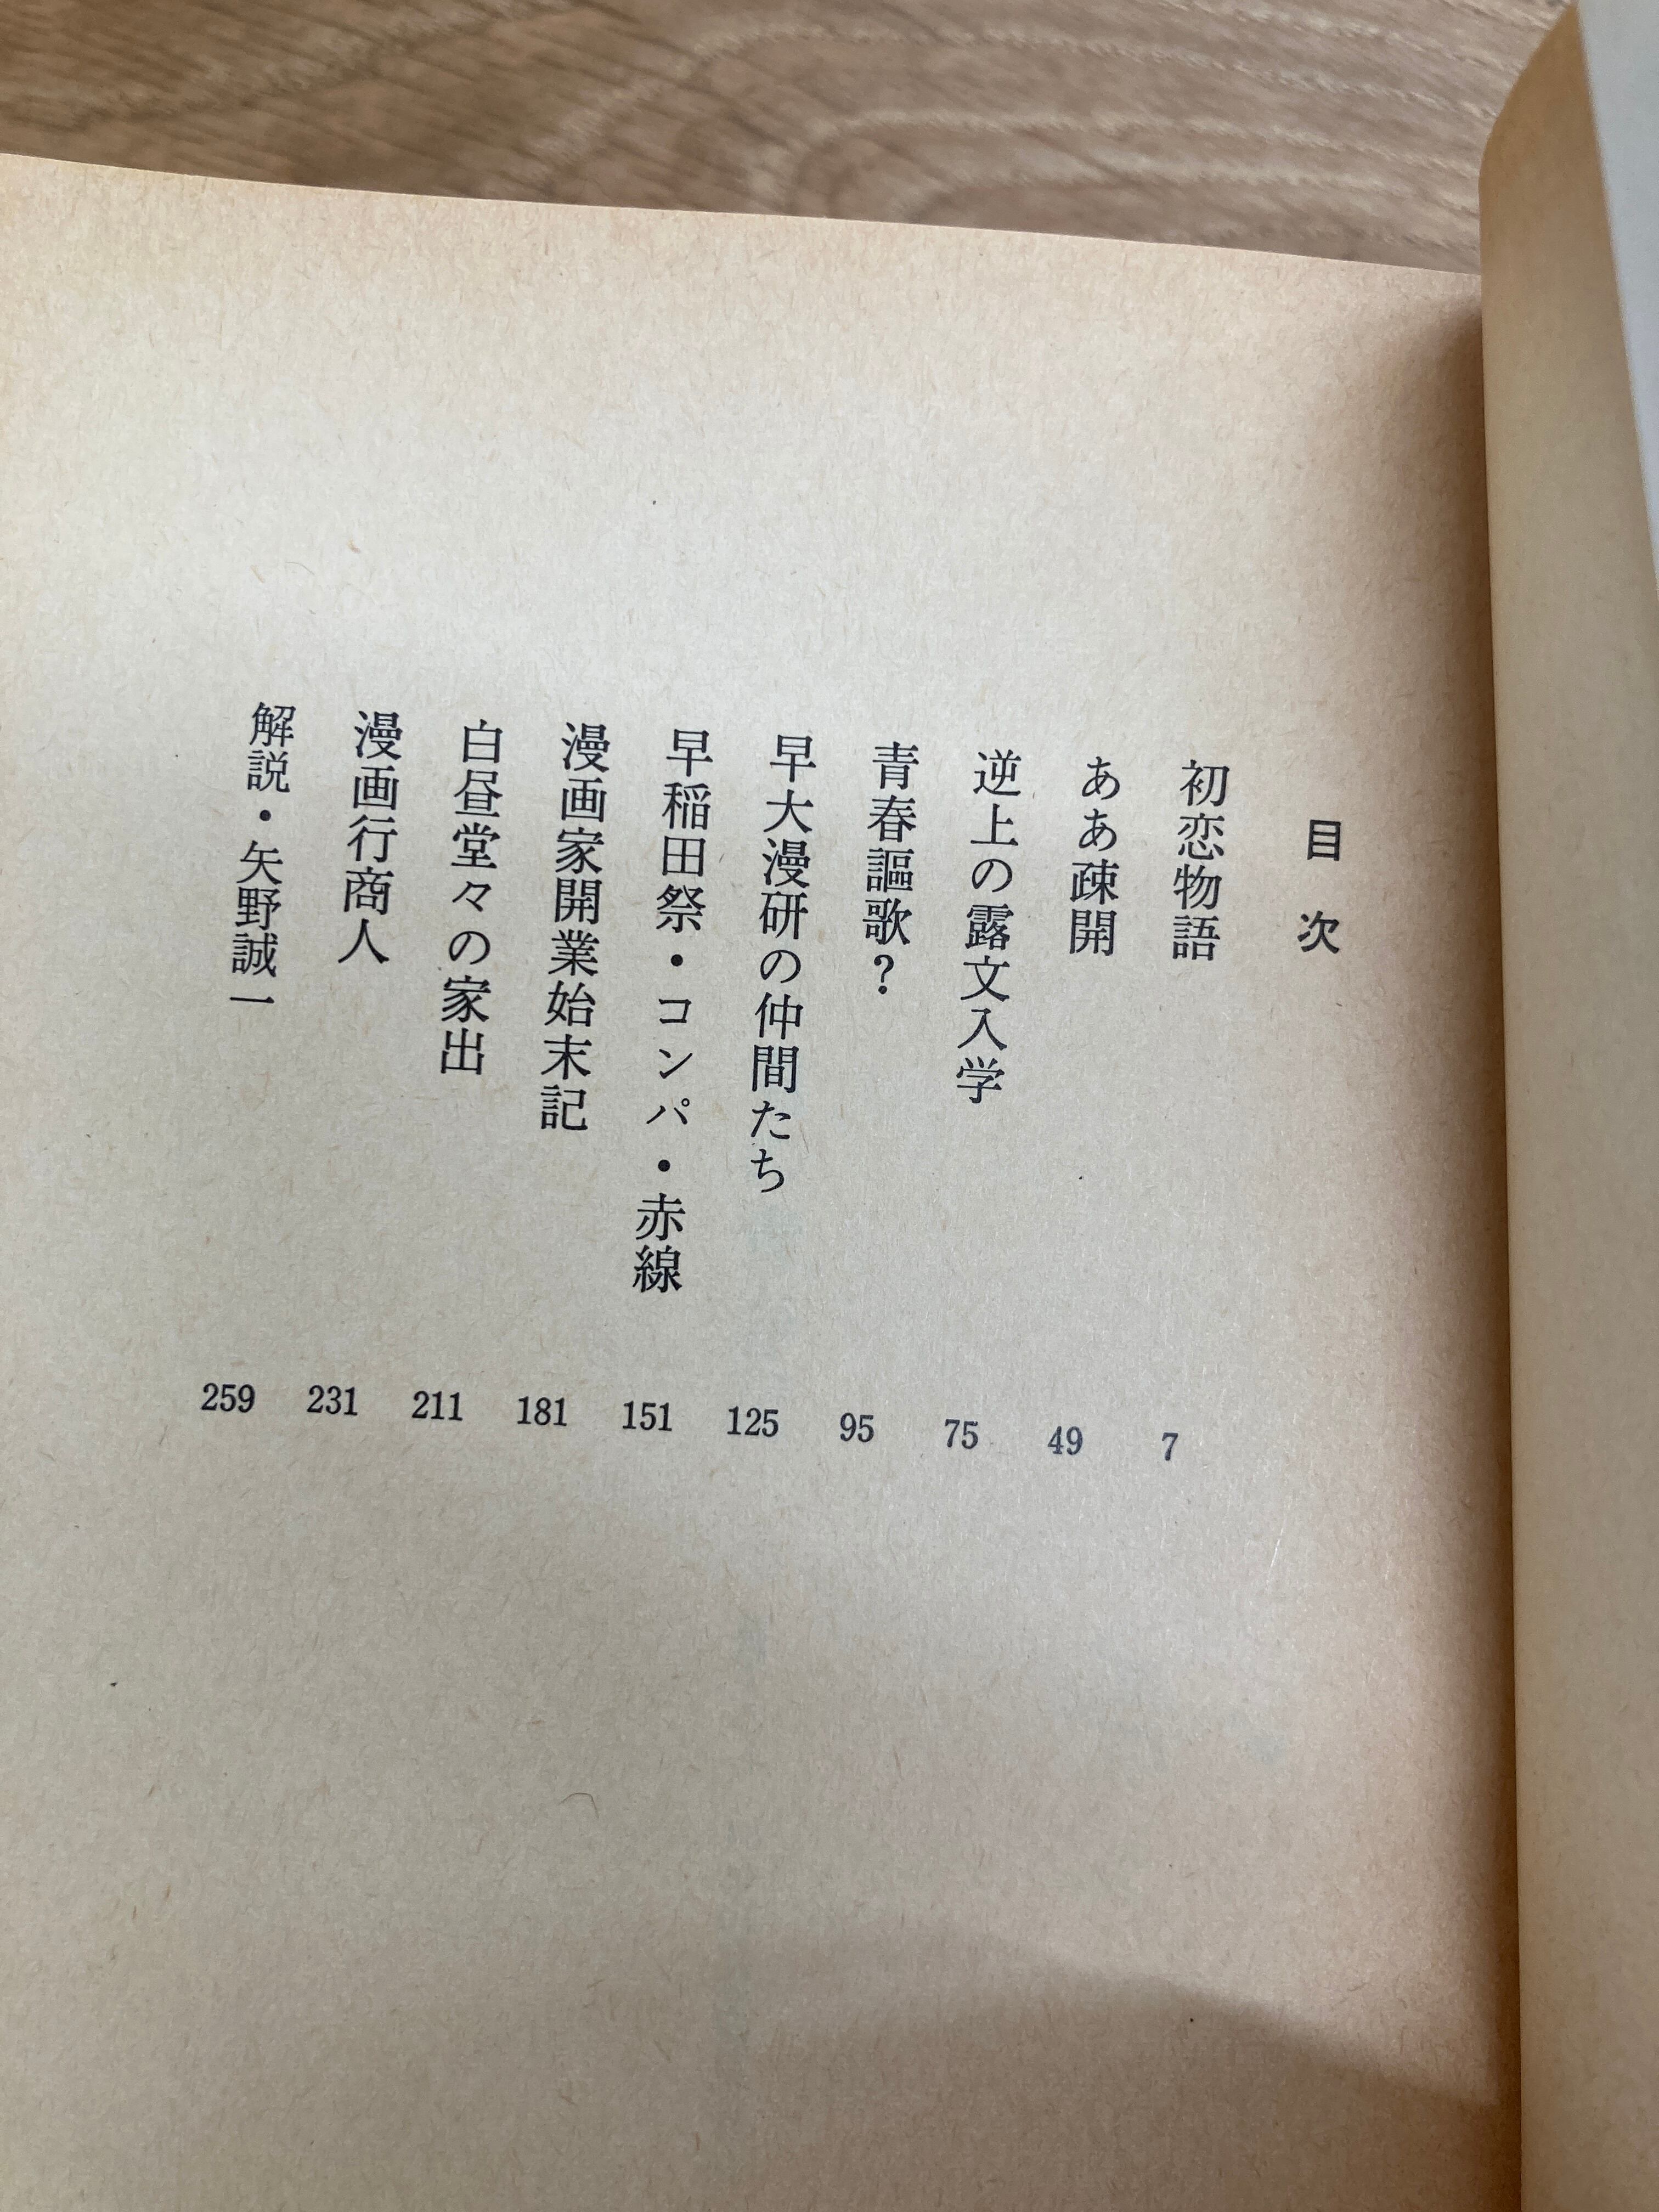 目次
初恋物語 7
ああ疎開 49
逆上の露文入学 75
青春謳歌？ 95
早大漫研の仲間たち 125
早稲田祭・コンパ・赤線 151
漫画家開業始末記 181
白昼堂々の家出 211
漫画行商人 231
解説・矢野誠一 259